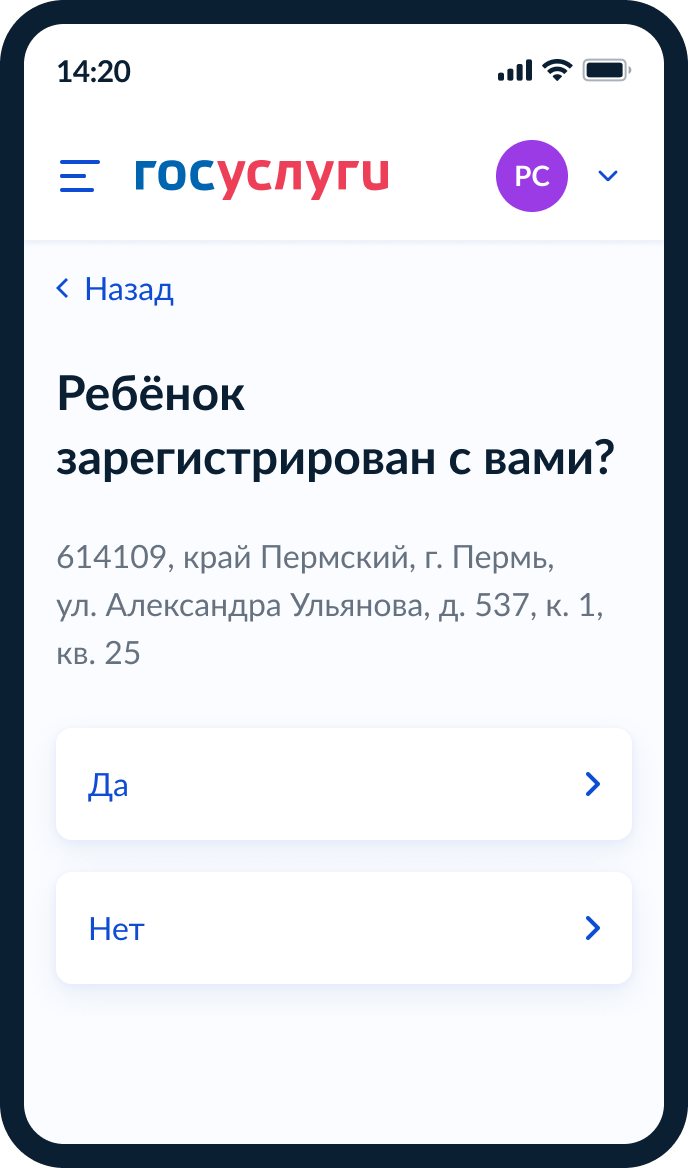 14:20
госуслуги
РС
Назад
Ребёнок
зарегистрирован с вами?
614109, край Пермский, г. Пермь,
ул. Александра Ульянова, д. 537, к. 1,
кв. 25
Да
Нет